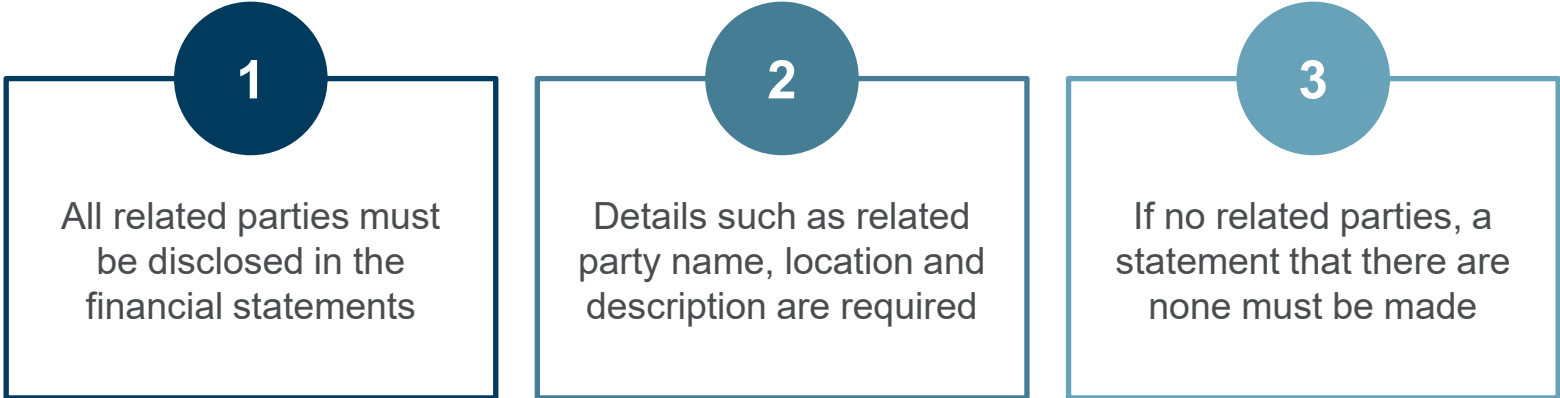 1
All related parties must
be disclosed in the
financial statements
2
Details such as related
party name, location and
description are required
3
If no related parties, a
statement that there are
none must be made